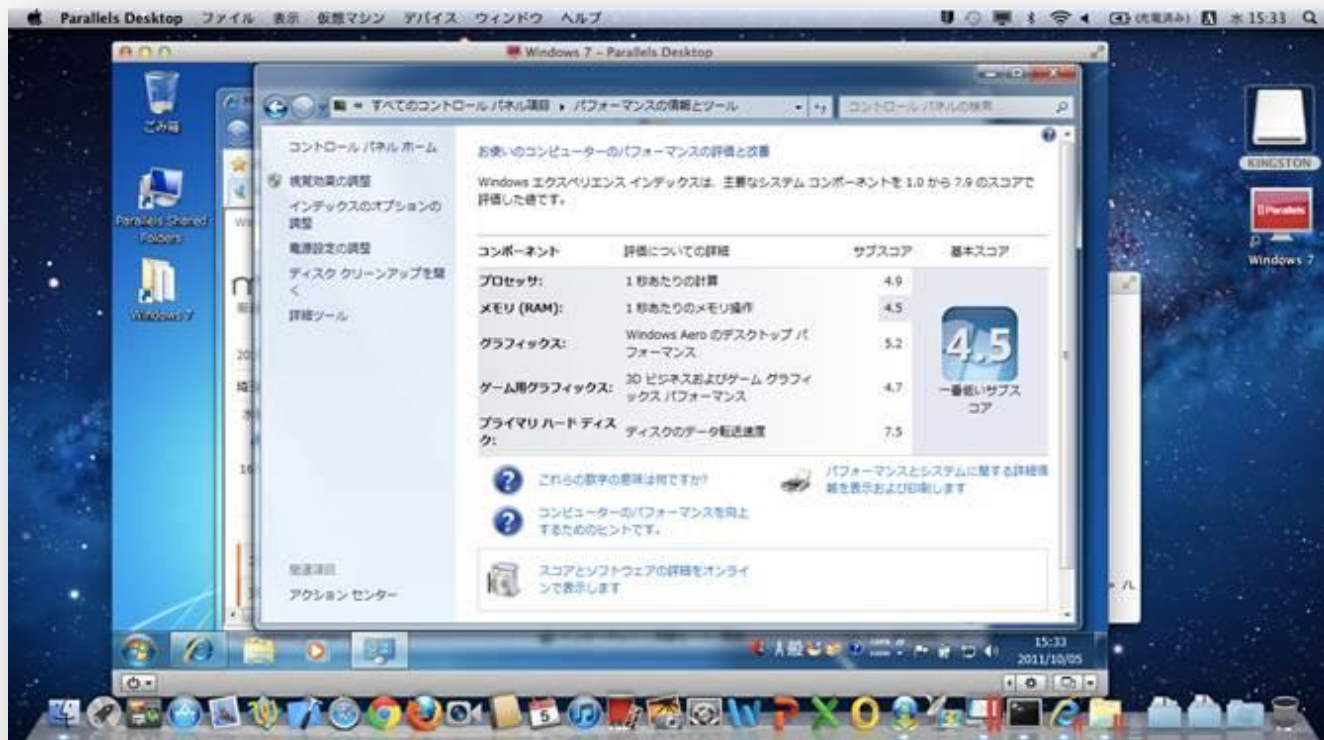 Parallels Desktop ファイル 表示 仮想マシン デバイス ウィンドウ ヘルプ
(充電済み) A 水 15:33
Windows 7 - Parallels Desktop
ごみ箱
Parallels Shared
Folders
Windows 7
すべてのコントロール パネル項目 パフォーマンスの情報とツール
コントロール パネルの検索
コントロール パネル ホーム
視覚効果の調整
インデックスのオプションの
調整
電源設定の調整
ディスク クリーンアップを開
く
詳細ツール
関連項目
アクション センター
お使いのコンピューターのパフォーマンスの評価と改善
Windows エクスペリエンス インデックスは、主要なシステム コンポーネントを 1.0 から 7.9 のスコアで
評価した値です。
コンポーネント 評価についての詳細 サブスコア 基本スコア
プロセッサ: 1 秒あたりの計算 4.9
メモリ (RAM): 1 秒あたりのメモリ操作 4.5
グラフィックス: Windows Aero のデスクトップ パ
フォーマンス 5.2
ゲーム用グラフィックス: 3D ビジネスおよびゲーム グラフィ
ックス パフォーマンス 4.7
プライマリ ハード ディス
ク: ディスクのデータ転送速度 7.5
4.5
一番低いサブス
コア
これらの数字の意味は何ですか?
パフォーマンスとシステムに関する詳細情
報を表示および印刷します
コンピューターのパフォーマンスを向上
するためのヒントです。
スコアとソフトウェアの詳細をオンライ
ンで表示します
KINGSTON
Parallels
Windows 7
A 般
15:33
2011/10/05